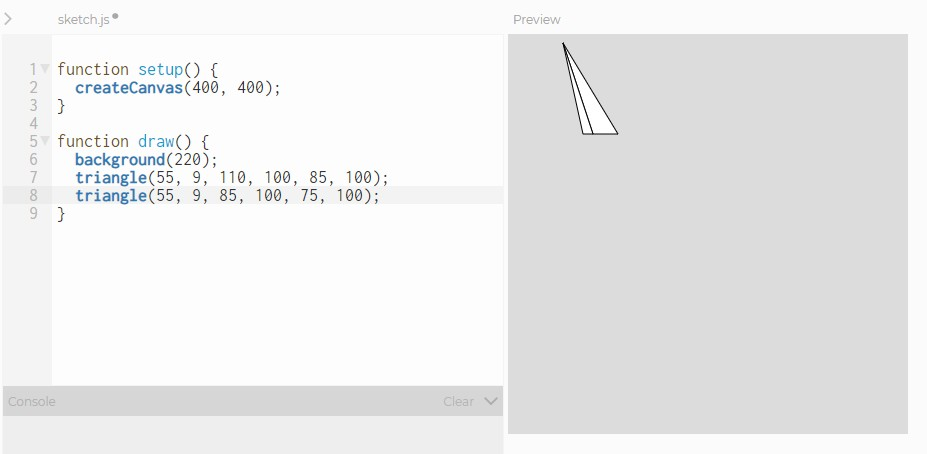 sketch.js
Preview
1 function setup() {
2 createCanvas(400, 400);
3 }
4
5 function draw() {
6 background(220);
7 triangle(55, 9, 110, 100, 85, 100);
8 triangle(55, 9, 85, 100, 75, 100);
9 }
Console
Clear